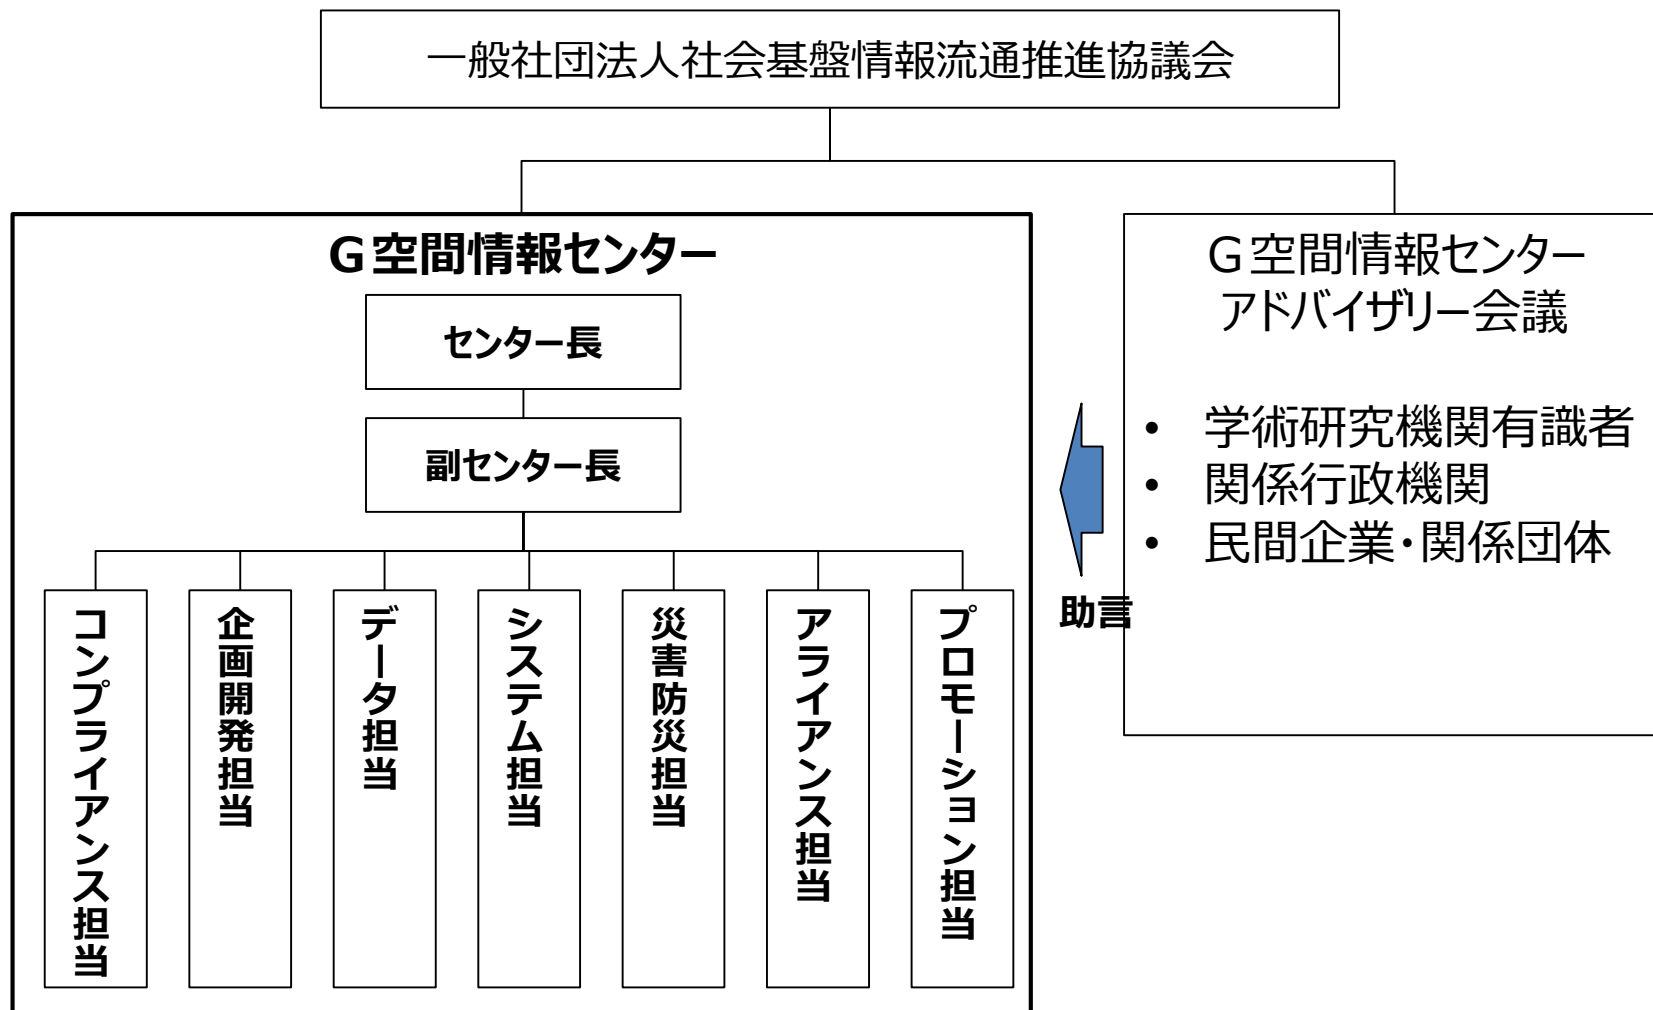 一般社団法人社会基盤情報流通推進協議会
G空間情報センター
センター長
副センター長
コンプライアンス担当
企画開発担当
データ担当
システム担当
災害防災担当
アライアンス担当
プロモーション担当
助言
G空間情報センター
アドバイザリー会議
• 学術研究機関有識者
• 関係行政機関
• 民間企業・関係団体